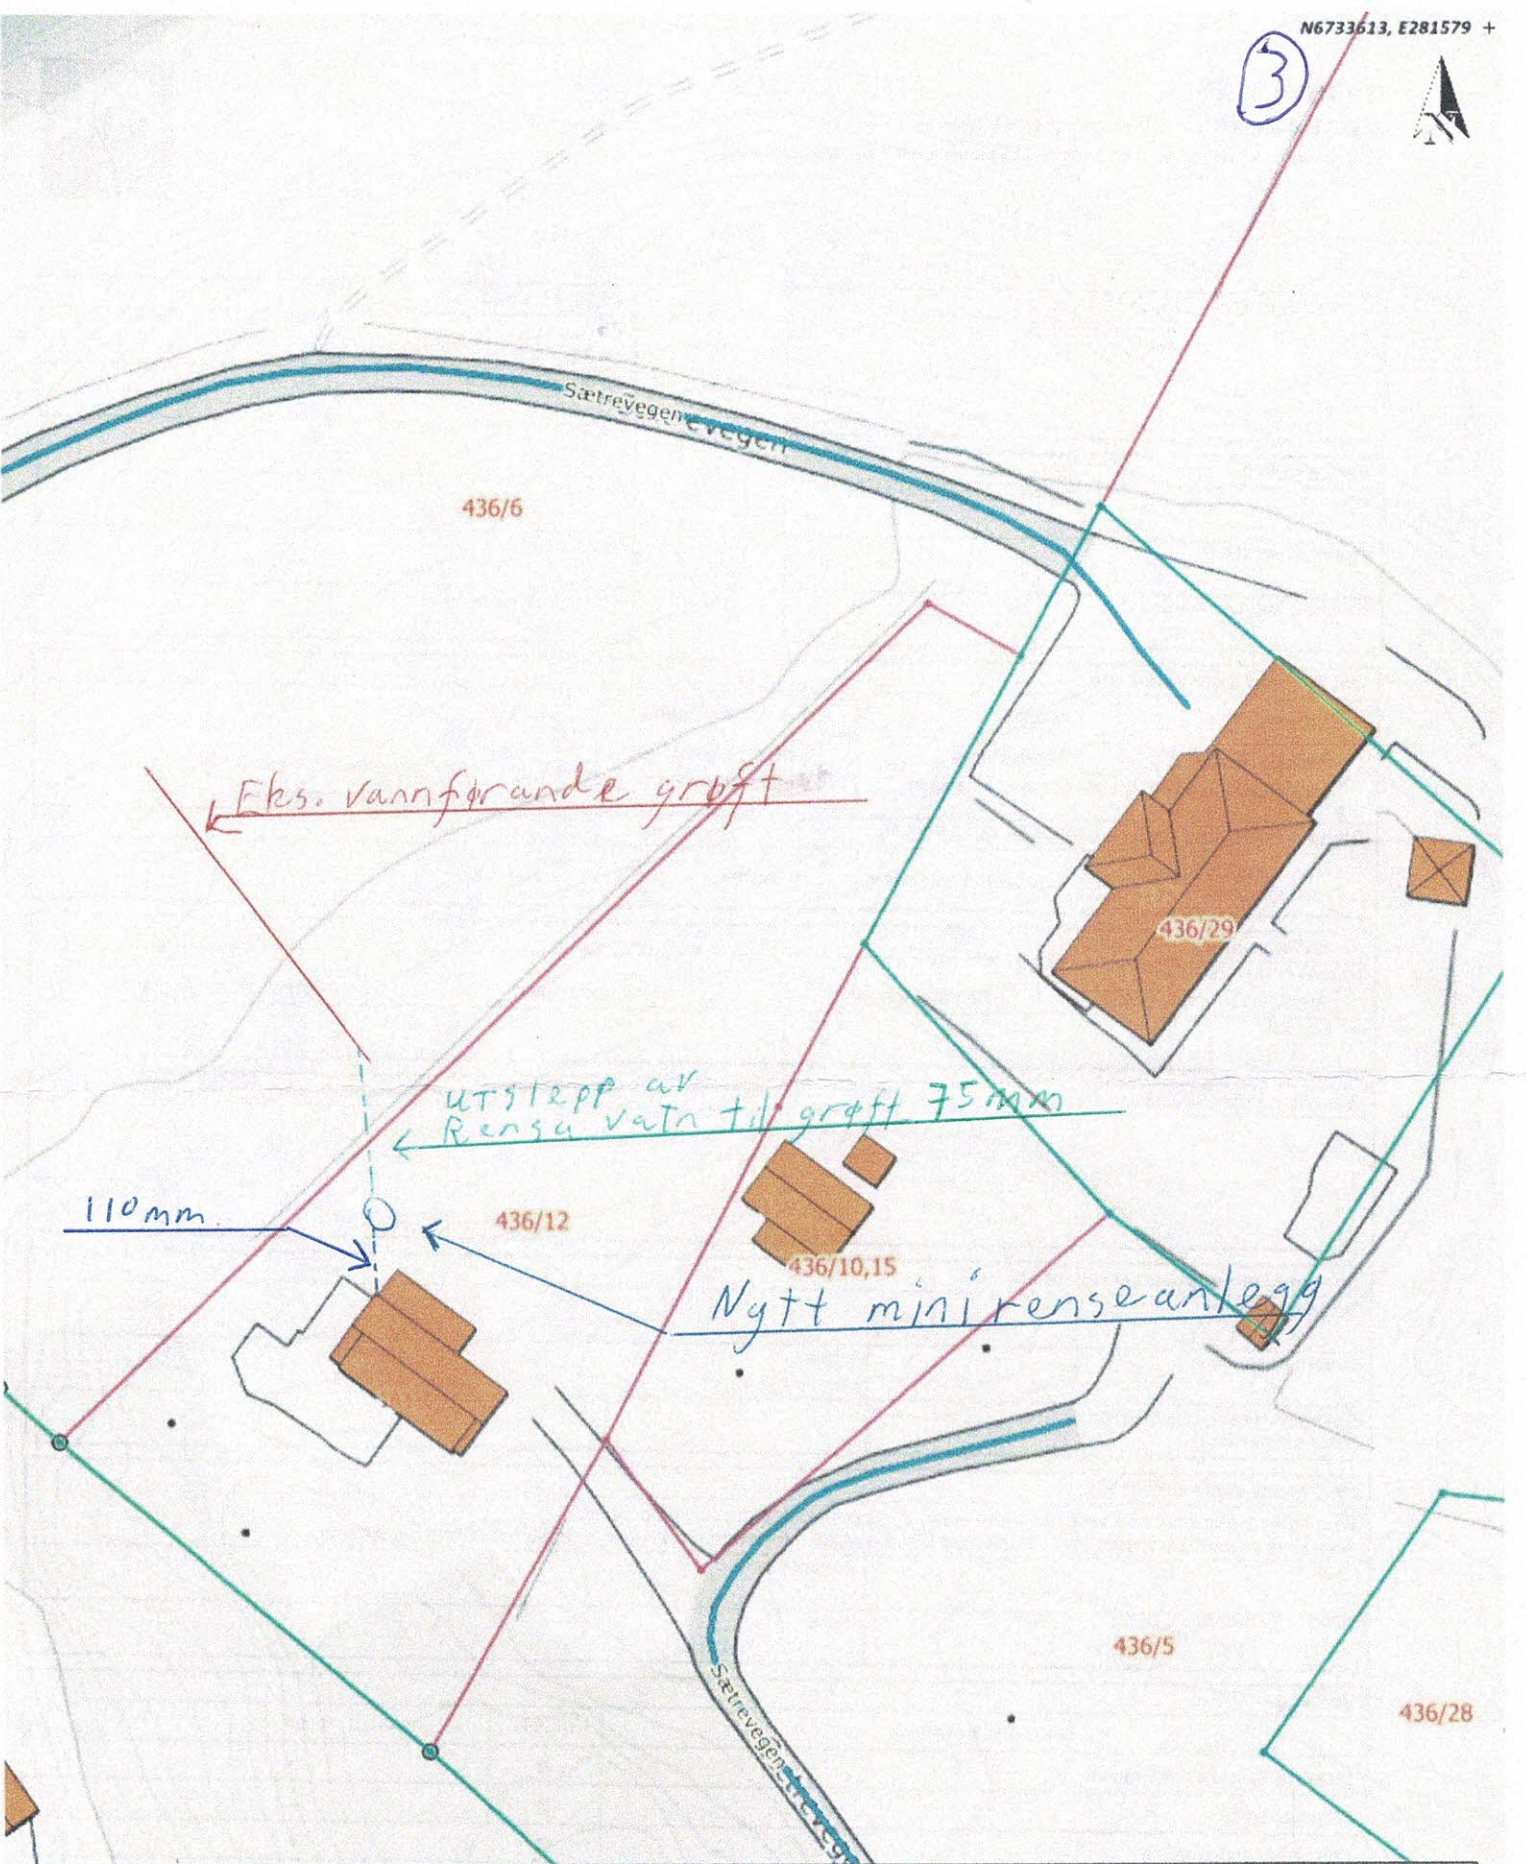 N6733613, E281579 +
3
N
Sætrevegen
evegen
436/6
Eks. vannførande grøft
436/29
Utslepp av
Rensa vatn til grøft 75mm
110mm
436/12
436/10,15
Nytt minirenseanlegg
436/5
436/28
Sætrevegen